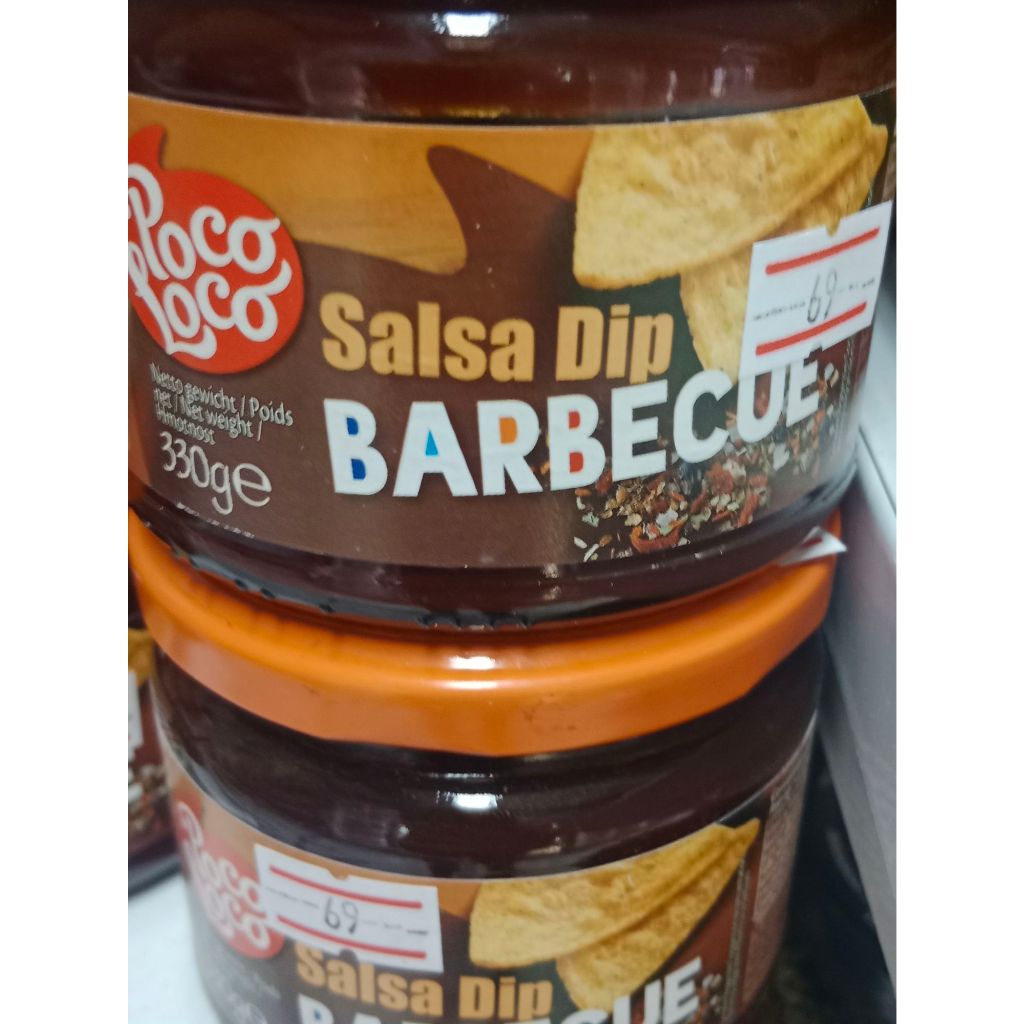 Poco
Loco
Salsa Dip
BARBECUE
69
Netto gewicht / Poids
net / Net weight /
Hmotnost
330g e
Poco
Loco
69
Salsa Dip